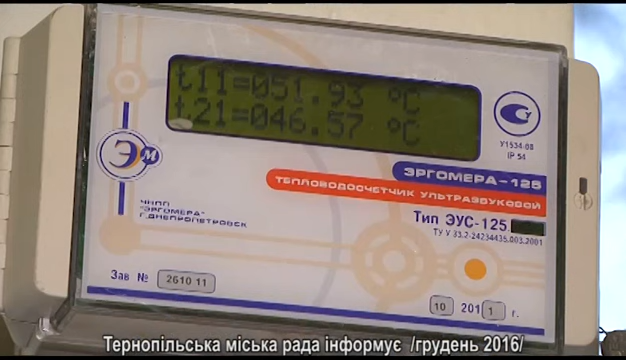 t11=051.93 °C
t21=046.57 °C
У1534-08
IP 54
Эм
ЭРГОМЕРА-125
ТЕПЛОВОДОСЧЕТЧИК УЛЬТРАЗВУКОВОЙ
ЧНПП
"ЭРГОМЕРА"
Г.ДНЕПРОПЕТРОВСК
Тип ЭУС-125
ТУ У 33.2-24234435.003.2001
Зав №
2610 11
10 2011 г.
Тернопільська міська рада інформує /грудень 2016/